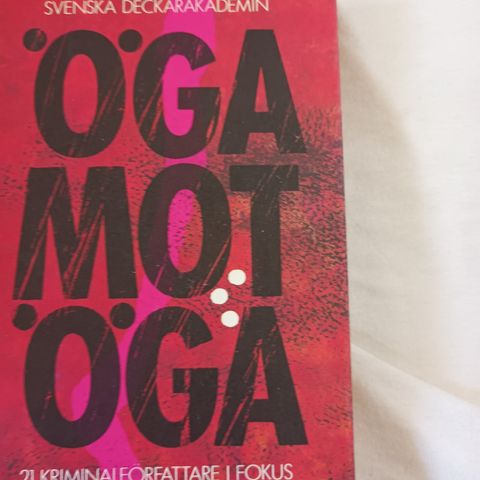 SVENSKA DECKARAKADEMIN
ÖGA
MOT
ÖGA
21 KRIMINALFÖRFATTARE I FOKUS